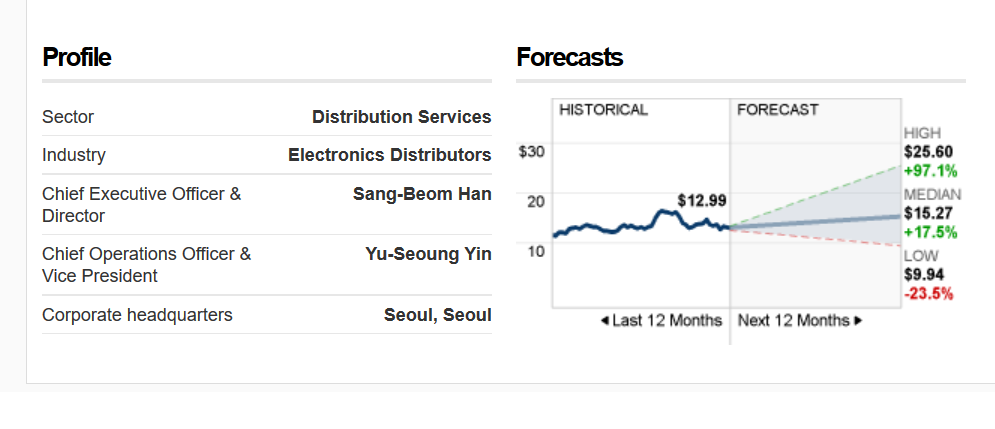 Profile
Sector Distribution Services
Industry Electronics Distributors
Chief Executive Officer & Sang-Beom Han
Director
Chief Operations Officer & Yu-Seoung Yin
Vice President
Corporate headquarters Seoul, Seoul
Forecasts
HISTORICAL FORECAST
HIGH
$30 $25.60
+97.1%
MEDIAN
20 $12.99 $15.27
+17.5%
10 LOW
$9.94
-23.5%
◄Last 12 Months Next 12 Months►